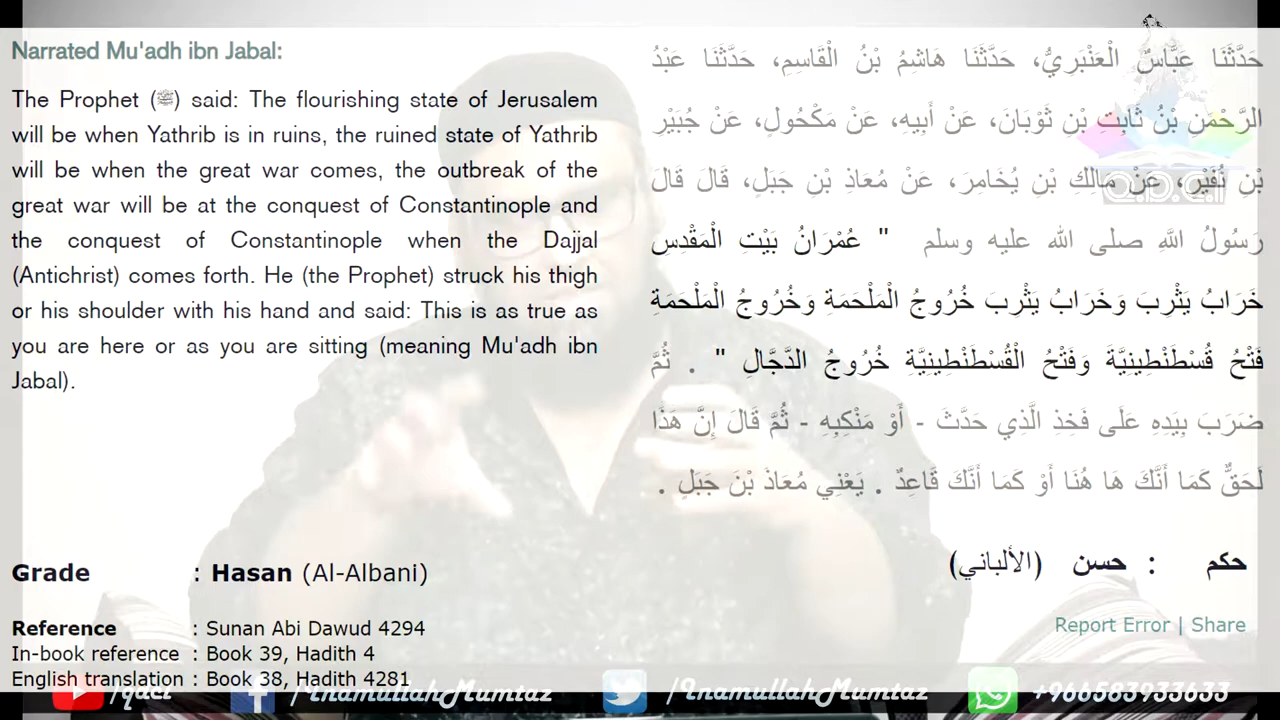 Narrated Mu'adh ibn Jabal:
The Prophet (ﷺ) said: The flourishing state of Jerusalem
will be when Yathrib is in ruins, the ruined state of Yathrib
will be when the great war comes, the outbreak of the
great war will be at the conquest of Constantinople and
the conquest of Constantinople when the Dajjal
(Antichrist) comes forth. He (the Prophet) struck his thigh
or his shoulder with his hand and said: This is as true as
you are here or as you are sitting (meaning Mu'adh ibn
Jabal).
حَدَّثَنَا عَبَّاسٌ الْعَنْبَرِيُّ، حَدَّثَنَا هَاشِمُ بْنُ الْقَاسِمِ، حَدَّثَنَا عَبْدُ
الرَّحْمَنِ بْنُ ثَابِتِ بْنِ ثَوْبَانَ، عَنْ أَبِيهِ، عَنْ مَكْحُولٍ، عَنْ جُبَيْرِ
بْنِ نُفَيْرٍ، عَنْ مَالِكِ بْنِ يُخَامِرَ، عَنْ مُعَاذِ بْنِ جَبَلٍ، قَالَ قَالَ
رَسُولُ اللَّهِ صلى الله عليه وسلم " عُمْرَانُ بَيْتِ الْمَقْدِسِ
خَرَابُ يَثْرِبَ وَخَرَابُ يَثْرِبَ خُرُوجُ الْمَلْحَمَةِ وَخُرُوجُ الْمَلْحَمَةِ
فَتْحُ قُسْطَنْطِينِيَّةَ وَفَتْحُ الْقُسْطَنْطِينِيَّةِ خُرُوجُ الدَّجَّالِ " . ثُمَّ
ضَرَبَ بِيَدِهِ عَلَى فَخِذِ الَّذِي حَدَّثَ - أَوْ مَنْكِبِهِ - ثُمَّ قَالَ إِنَّ هَذَا
لَحَقٌّ كَمَا أَنَّكَ هَا هُنَا أَوْ كَمَا أَنَّكَ قَاعِدٌ . يَعْنِي مُعَاذَ بْنَ جَبَلٍ .
Grade : Hasan (Al-Albani)
حكم : حسن (الألباني)
Reference : Sunan Abi Dawud 4294
In-book reference : Book 39, Hadith 4
English translation : Book 38, Hadith 4281
Report Error | Share
/qaci /InamullahMumtaz /InamullahMumtaz +966583933633